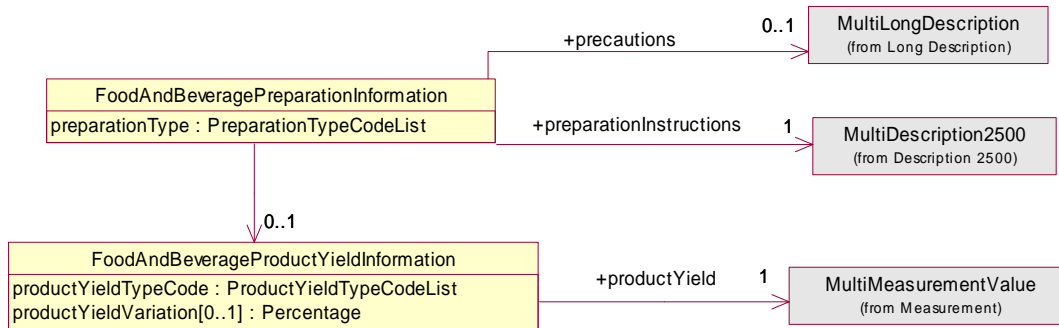 0..1
MultiLongDescription
(from Long Description)
+precautions
FoodAndBeveragePreparationInformation
preparationType : PreparationTypeCodeList
+preparationInstructions
1
MultiDescription2500
(from Description 2500)
0..1
FoodAndBeverageProductYieldInformation
productYieldTypeCode : ProductYieldTypeCodeList
productYieldVariation[0..1] : Percentage
+productYield
1
MultiMeasurementValue
(from Measurement)